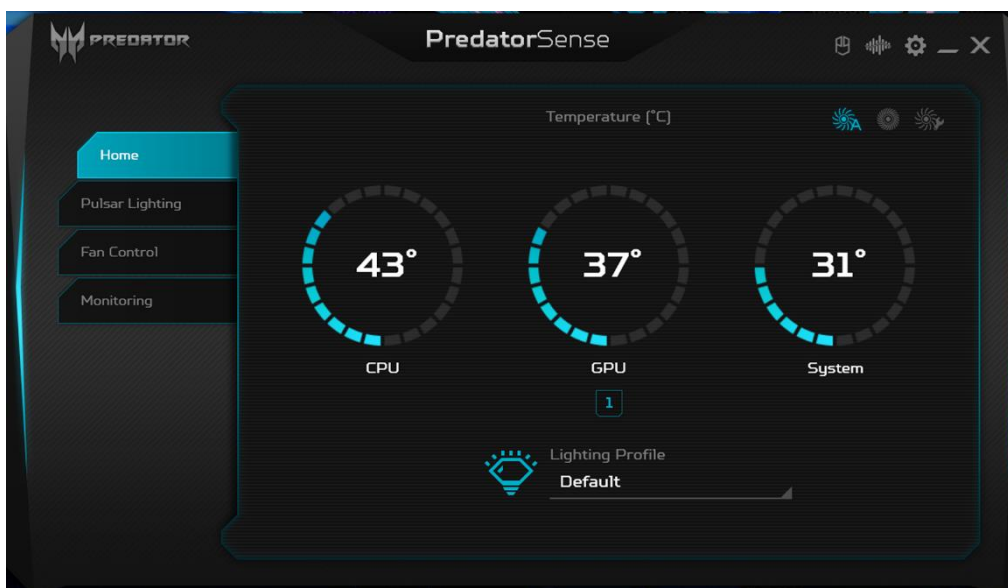 PREDATOR
PredatorSense
Temperature (°C)
A
Home
Pulsar Lighting
Fan Control
Monitoring
43°
37°
31°
CPU
GPU
System
1
Lighting Profile
Default